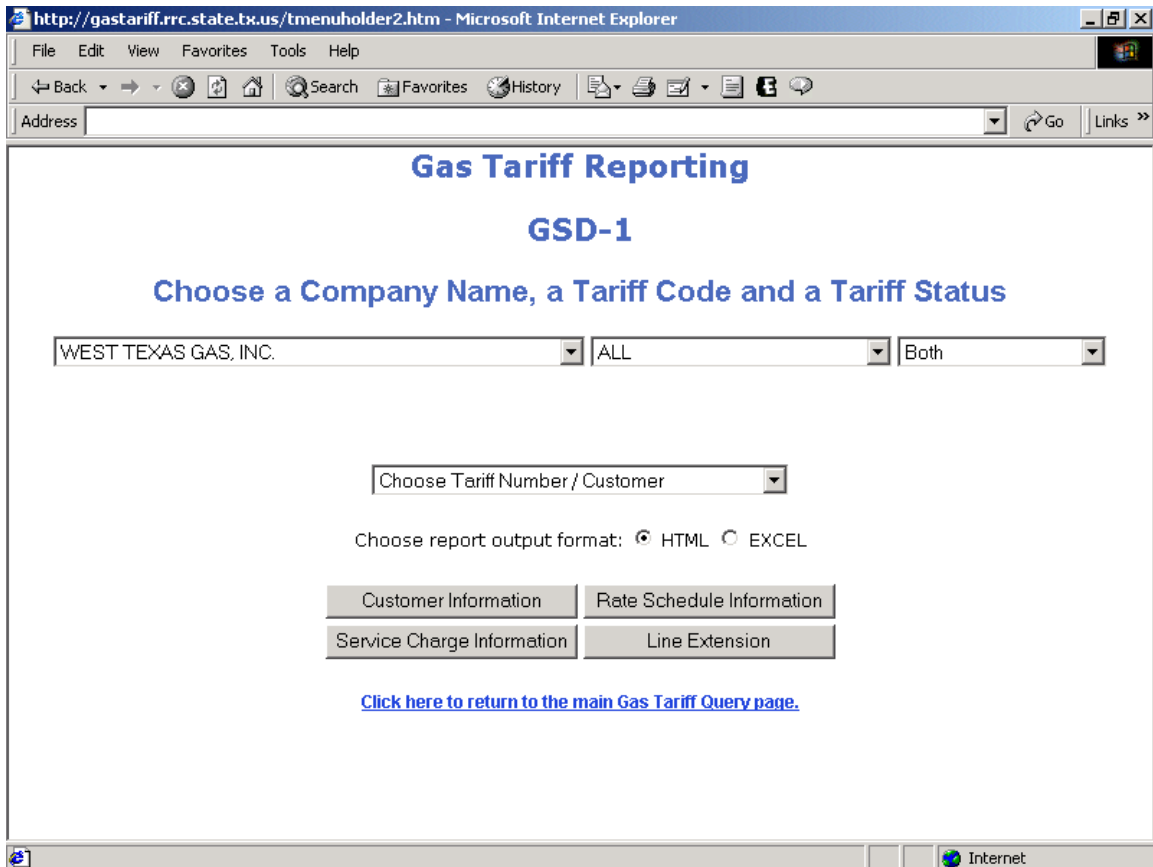 http://gastariff.rrc.state.tx.us/tmenuholder2.htm - Microsoft Internet Explorer
File Edit View Favorites Tools Help
Back Search Favorites History
Address Go Links »
Gas Tariff Reporting
GSD-1
Choose a Company Name, a Tariff Code and a Tariff Status
WEST TEXAS GAS, INC. ALL Both
Choose Tariff Number / Customer
Choose report output format: HTML EXCEL
Customer Information Rate Schedule Information
Service Charge Information Line Extension
Click here to return to the main Gas Tariff Query page.
Internet